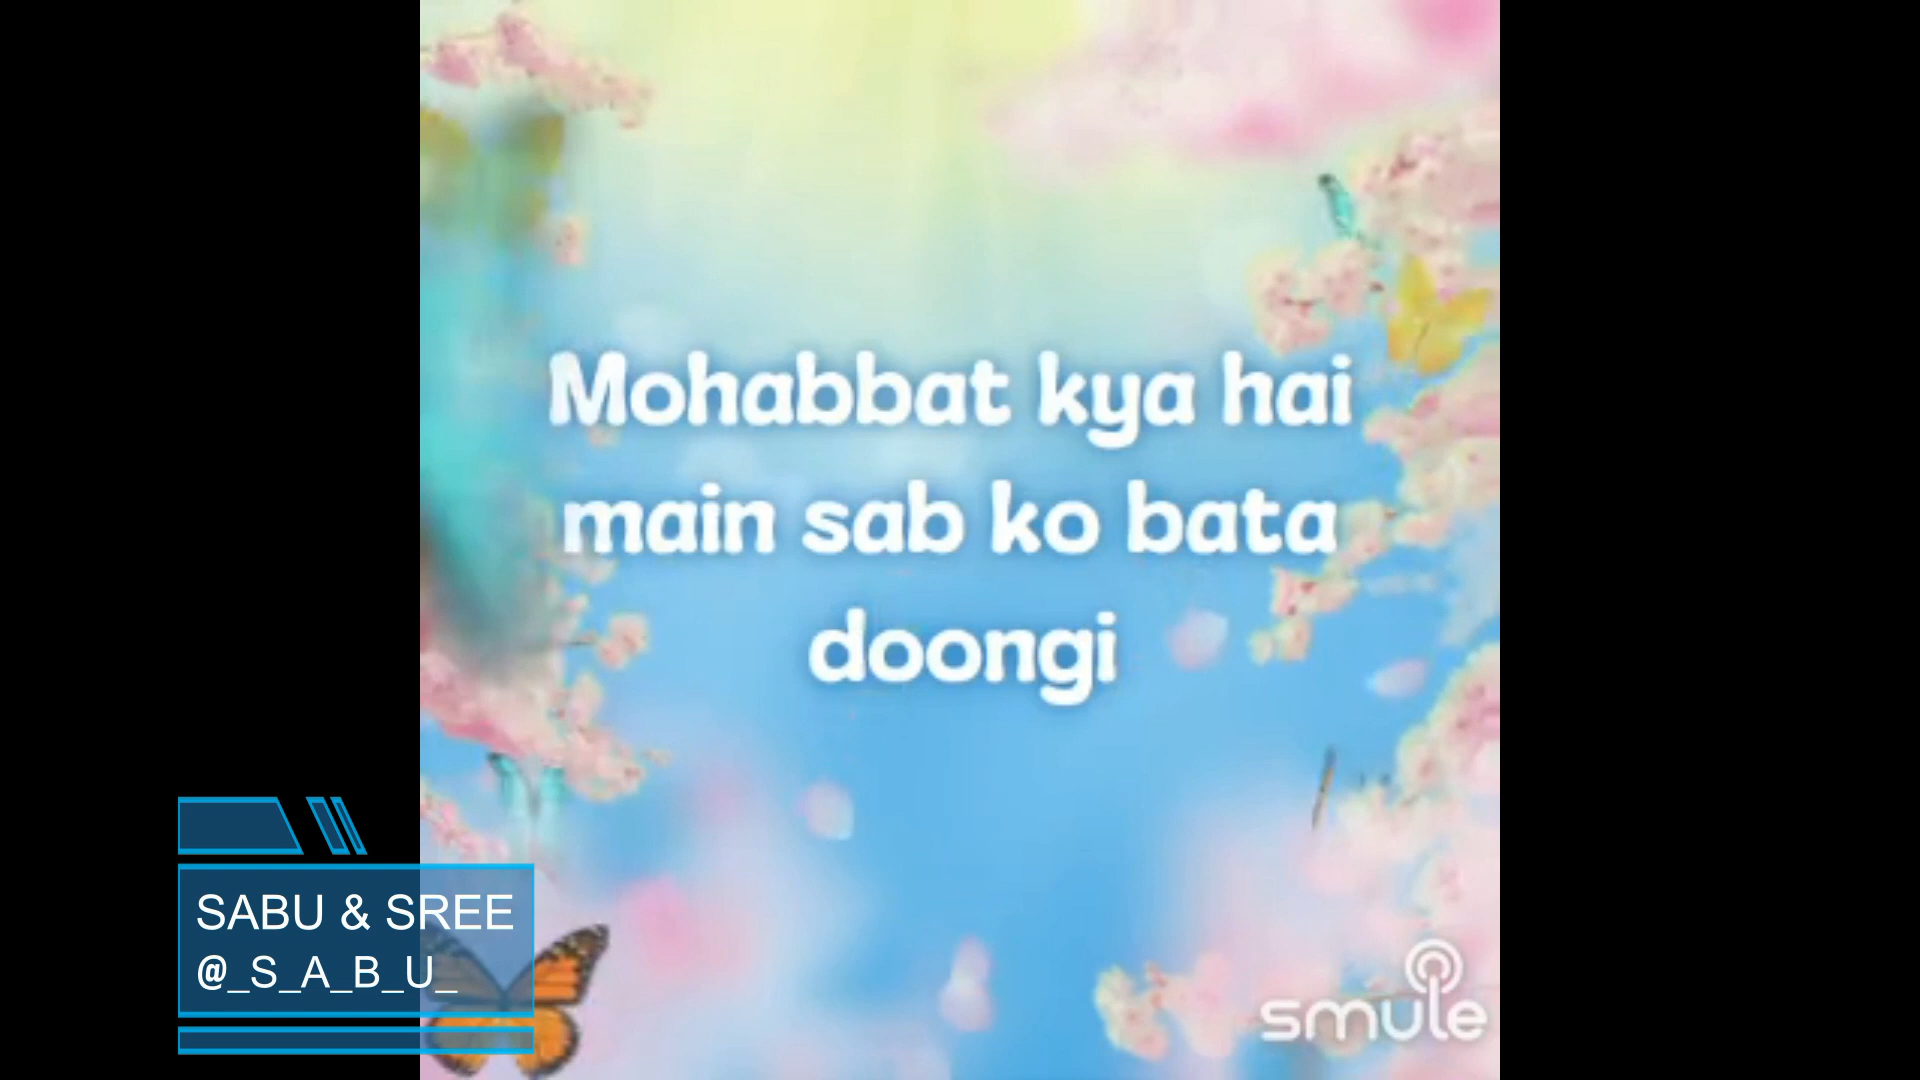 Mohabbat kya hai
main sab ko bata
doongi
SABU & SREE
@_S_A_B_U_
smule